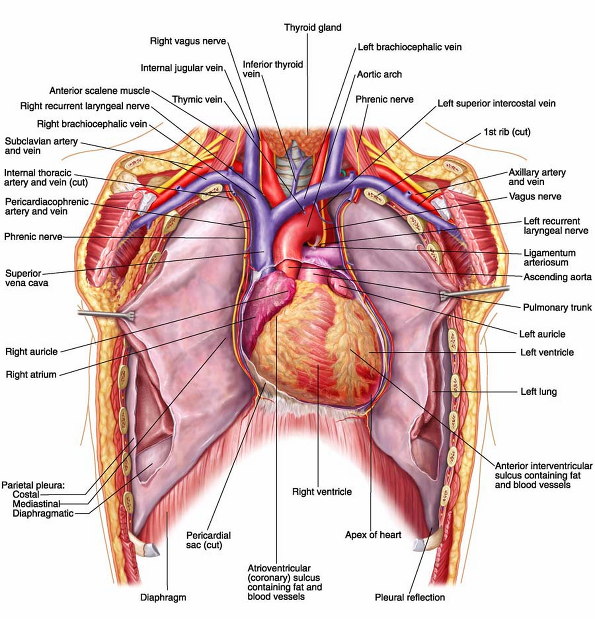 Thyroid gland
Right vagus nerve
Left brachiocephalic vein
Internal jugular vein
Inferior thyroid
vein
Aortic arch
Anterior scalene muscle
Thymic vein
Phrenic nerve
Left superior intercostal vein
Right recurrent laryngeal nerve
Right brachiocephalic vein
1st rib (cut)
Subclavian artery
and vein
Internal thoracic
artery and vein (cut)
Axillary artery
and vein
Vagus nerve
Pericardiacophrenic
artery and vein
Left recurrent
laryngeal nerve
Phrenic nerve
Ligamentum
arteriosum
Superior
vena cava
Ascending aorta
Pulmonary trunk
Left auricle
Right auricle
Left ventricle
Right atrium
Left lung
Anterior interventricular
sulcus containing fat
and blood vessels
Parietal pleura:
Costal
Mediastinal
Diaphragmatic
Right ventricle
Pericardial
sac (cut)
Apex of heart
Atrioventricular
(coronary) sulcus
containing fat and
blood vessels
Diaphragm
Pleural reflection